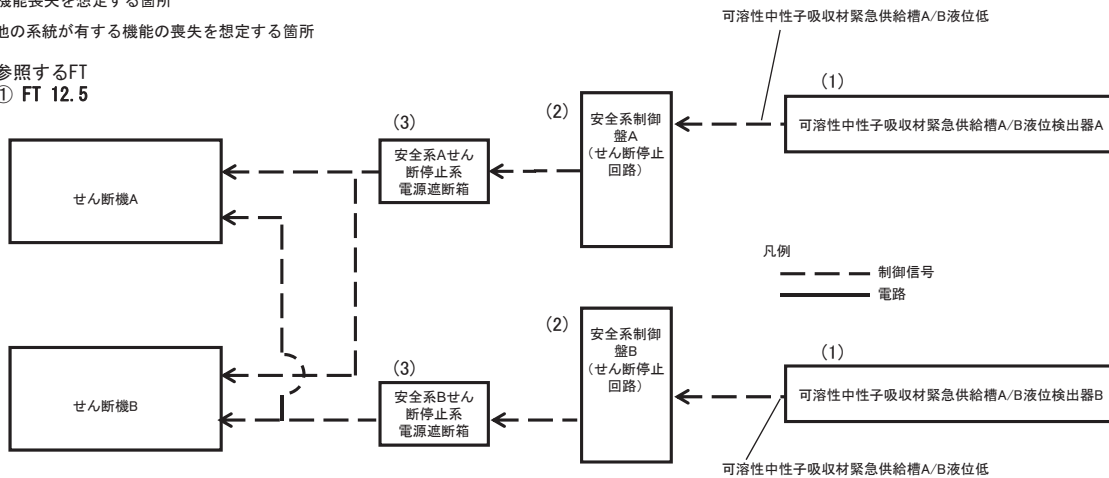 機能喪失を想定する箇所
他の系統が有する機能の喪失を想定する箇所
参照するFT
① FT 12.5
可溶性中性子吸収材緊急供給槽A/B液位低
(1)
可溶性中性子吸収材緊急供給槽A/B液位検出器A
(2)
安全系制御
盤A
(せん断停止
回路)
(3)
安全系Aせん
断停止系
電源遮断箱
せん断機A
凡例
制御信号
電路
(1)
可溶性中性子吸収材緊急供給槽A/B液位検出器B
(2)
安全系制御
盤B
(せん断停止
回路)
(3)
安全系Bせん
断停止系
電源遮断箱
せん断機B
可溶性中性子吸収材緊急供給槽A/B液位低